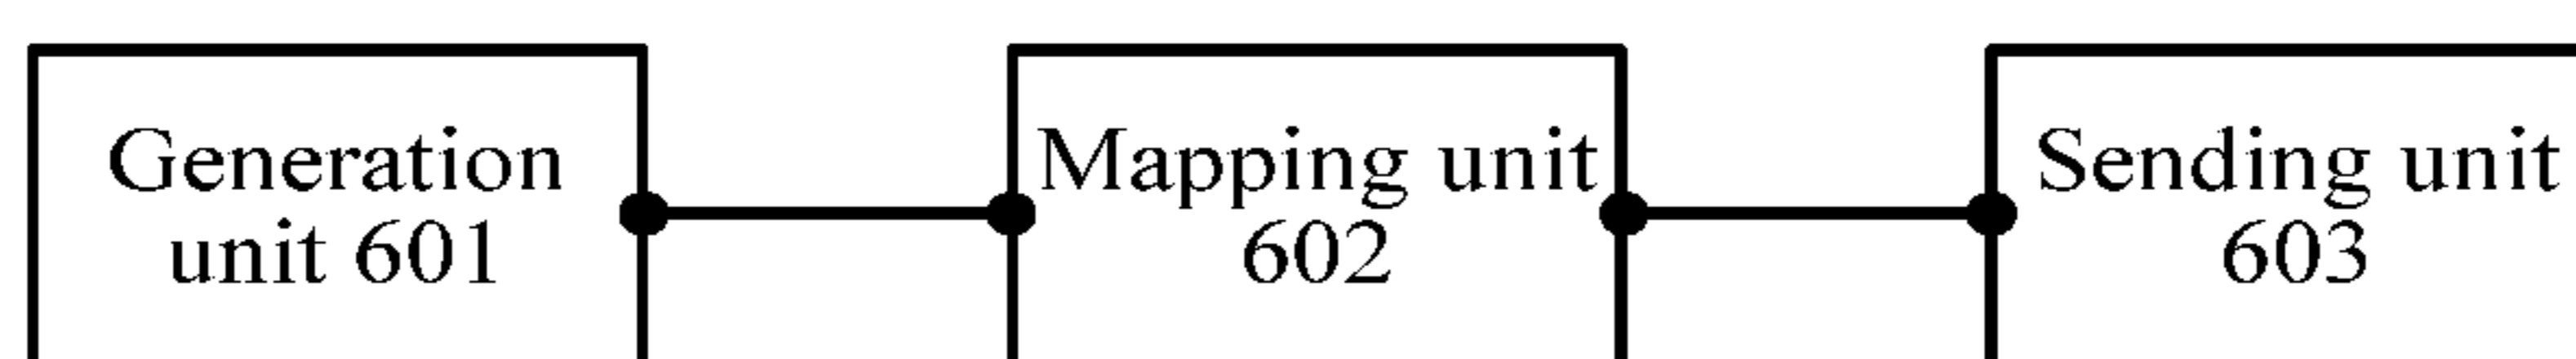 Generation
unit 601
Mapping unit
602
Sending unit
603